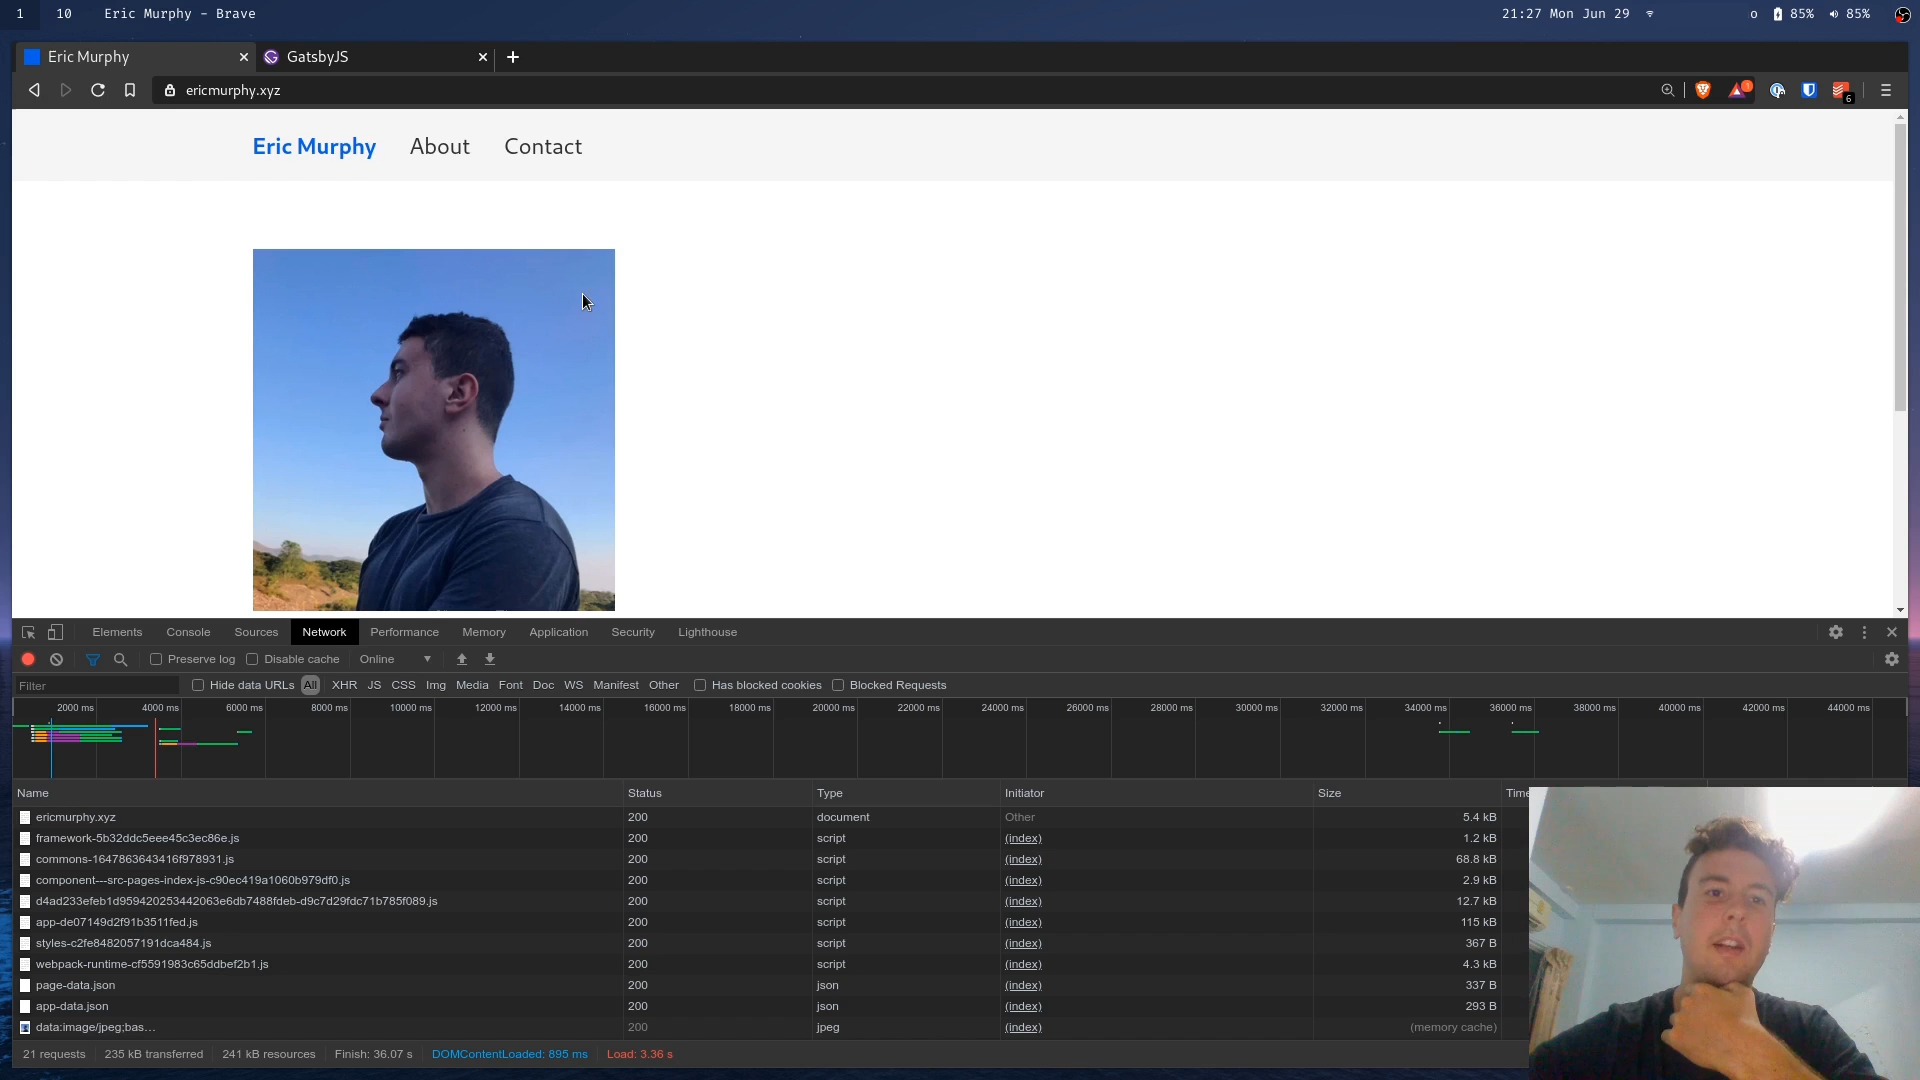 1 10 Eric Murphy - Brave 21:27 Mon Jun 29 85% 85%
Eric Murphy GatsbyJS
ericmurphy.xyz 1 6
Eric Murphy About Contact
Elements Console Sources Network Performance Memory Application Security Lighthouse
Preserve log Disable cache Online
Filter Hide data URLs All XHR JS CSS Img Media Font Doc WS Manifest Other Has blocked cookies Blocked Requests
2000 ms 4000 ms 6000 ms 8000 ms 10000 ms 12000 ms 14000 ms 16000 ms 18000 ms 20000 ms 22000 ms 24000 ms 26000 ms 28000 ms 30000 ms 32000 ms 34000 ms 36000 ms 38000 ms 40000 ms 42000 ms 44000 ms
Name Status Type Initiator Size Time
ericmurphy.xyz 200 document Other 5.4 kB
framework-5b32ddc5eee45c3ec86e.js 200 script (index) 1.2 kB
commons-1647863643416f978931.js 200 script (index) 68.8 kB
component---src-pages-index-js-c90ec419a1060b979df0.js 200 script (index) 2.9 kB
d4ad233efeb1d959420253442063e6db7488fdeb-d9c7d29fdc71b785f089.js 200 script (index) 12.7 kB
app-de07149d2f91b3511fed.js 200 script (index) 115 kB
styles-c2fe8482057191dca484.js 200 script (index) 367 B
webpack-runtime-cf5591983c65ddbef2b1.js 200 script (index) 4.3 kB
page-data.json 200 json (index) 337 B
app-data.json 200 json (index) 293 B
data:image/jpeg;bas… 200 jpeg (index) (memory cache)
21 requests 235 kB transferred 241 kB resources Finish: 36.07 s DOMContentLoaded: 895 ms Load: 3.36 s